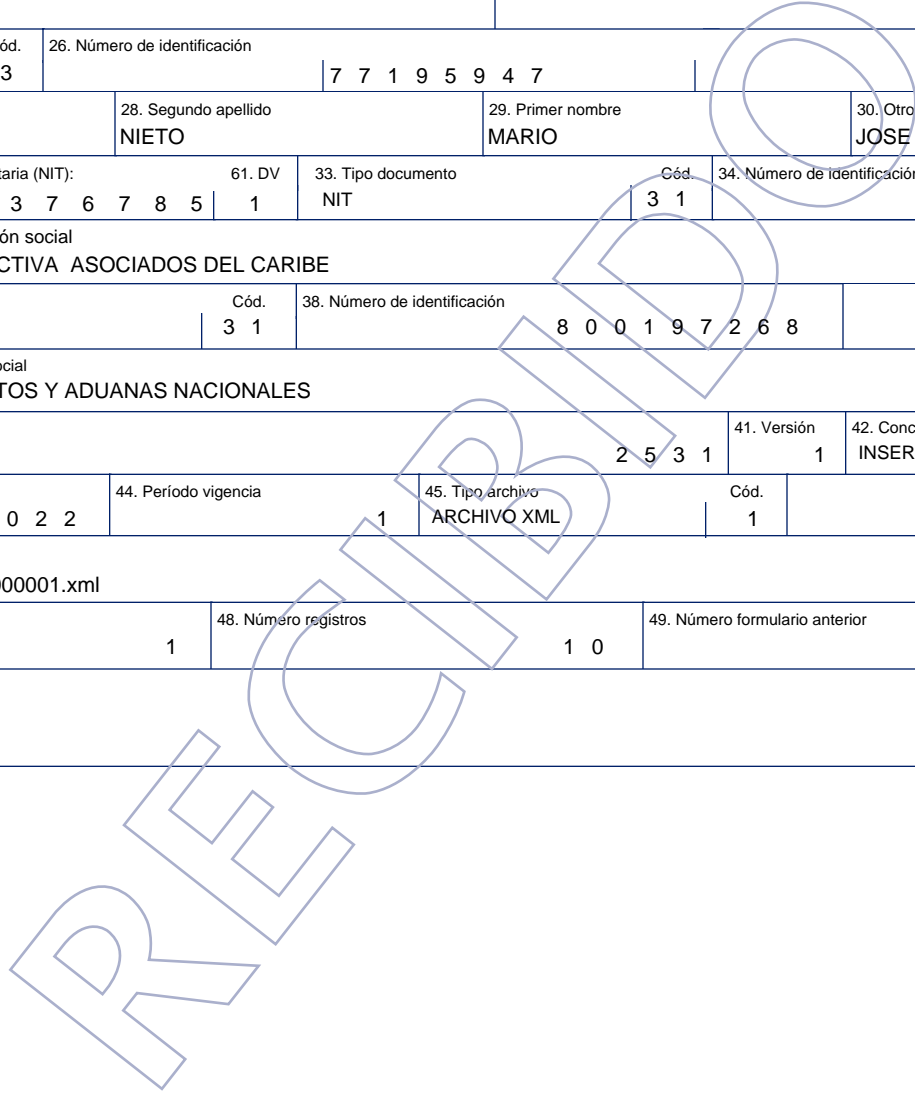 ód. 26. Número de identificación
3 7 7 1 9 5 9 4 7
28. Segundo apellido 29. Primer nombre 30. Otro
NIETO MARIO JOSE
taria (NIT): 61. DV 33. Tipo documento Cód. 34. Número de identificación
3 7 6 7 8 5 1 NIT 3 1
ón social
CTIVA ASOCIADOS DEL CARIBE
Cód. 38. Número de identificación
3 1 8 0 0 1 9 7 2 6 8
ocial
TOS Y ADUANAS NACIONALES
41. Versión 42. Conc
2 5 3 1 1 INSER
44. Período vigencia 45. Tipo archivo Cód.
0 2 2 1 ARCHIVO XML 1
000001.xml
48. Número registros 49. Número formulario anterior
1 1 0
RECIBIDO